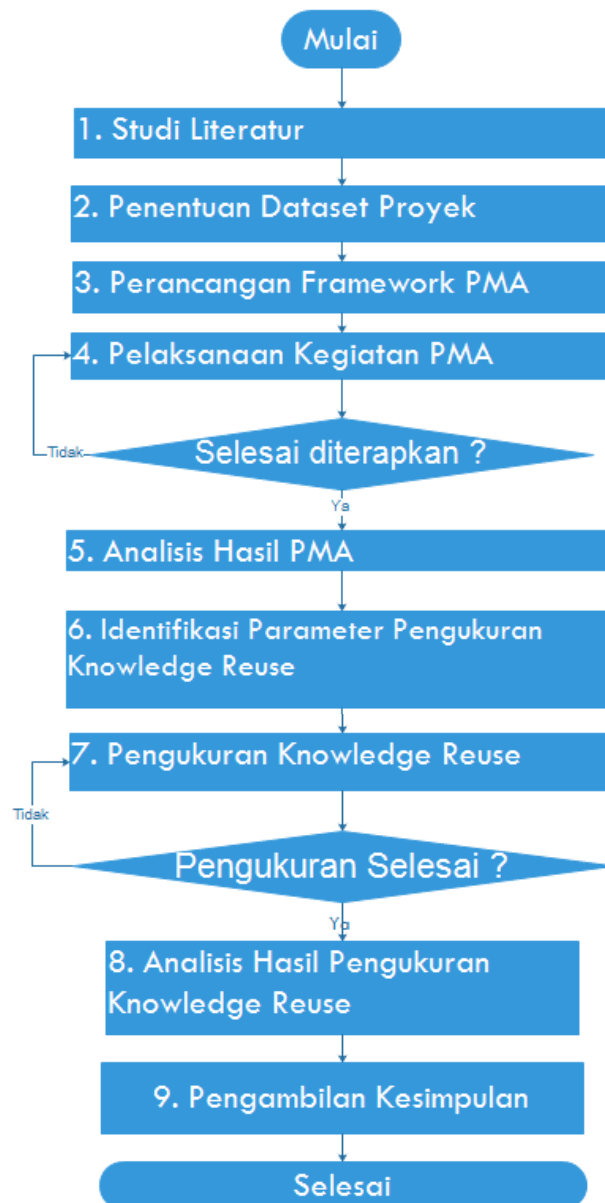 Mulai
1. Studi Literatur
2. Penentuan Dataset Proyek
3. Perancangan Framework PMA
4. Pelaksanaan Kegiatan PMA
Tidak
Selesai diterapkan ?
Ya
5. Analisis Hasil PMA
6. Identifikasi Parameter Pengukuran
Knowledge Reuse
7. Pengukuran Knowledge Reuse
Tidak
Pengukuran Selesai ?
Ya
8. Analisis Hasil Pengukuran
Knowledge Reuse
9. Pengambilan Kesimpulan
Selesai